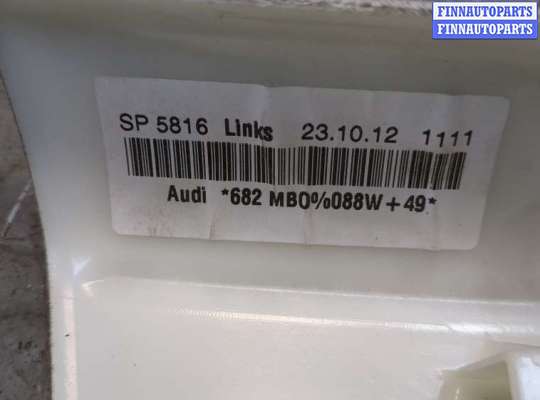 FINNAUTOPARTS
FINNAUTOPARTS
SP 5816 Links 23.10.12 1111
Audi *682 MB0%088W+49*